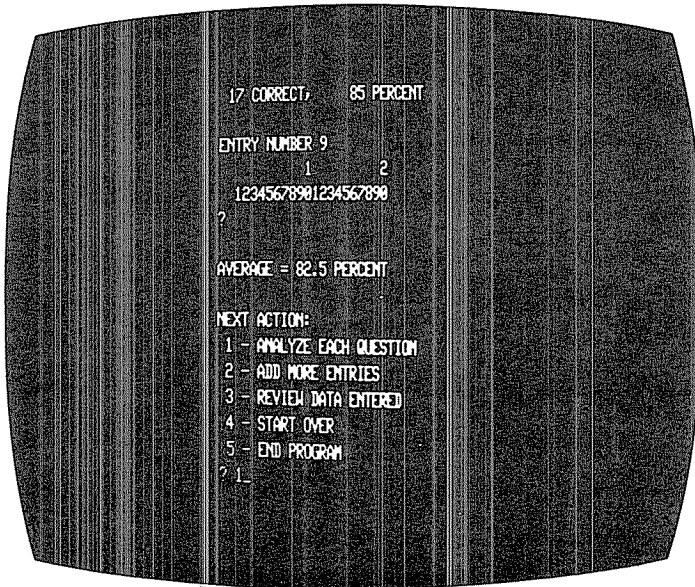 17 CORRECT, 85 PERCENT
ENTRY NUMBER 9
1 2
12345678901234567890
?
AVERAGE = 82.5 PERCENT
NEXT ACTION:
1 - ANALYZE EACH QUESTION
2 - ADD MORE ENTRIES
3 - REVIEW DATA ENTERED
4 - START OVER
5 - END PROGRAM
? 1_